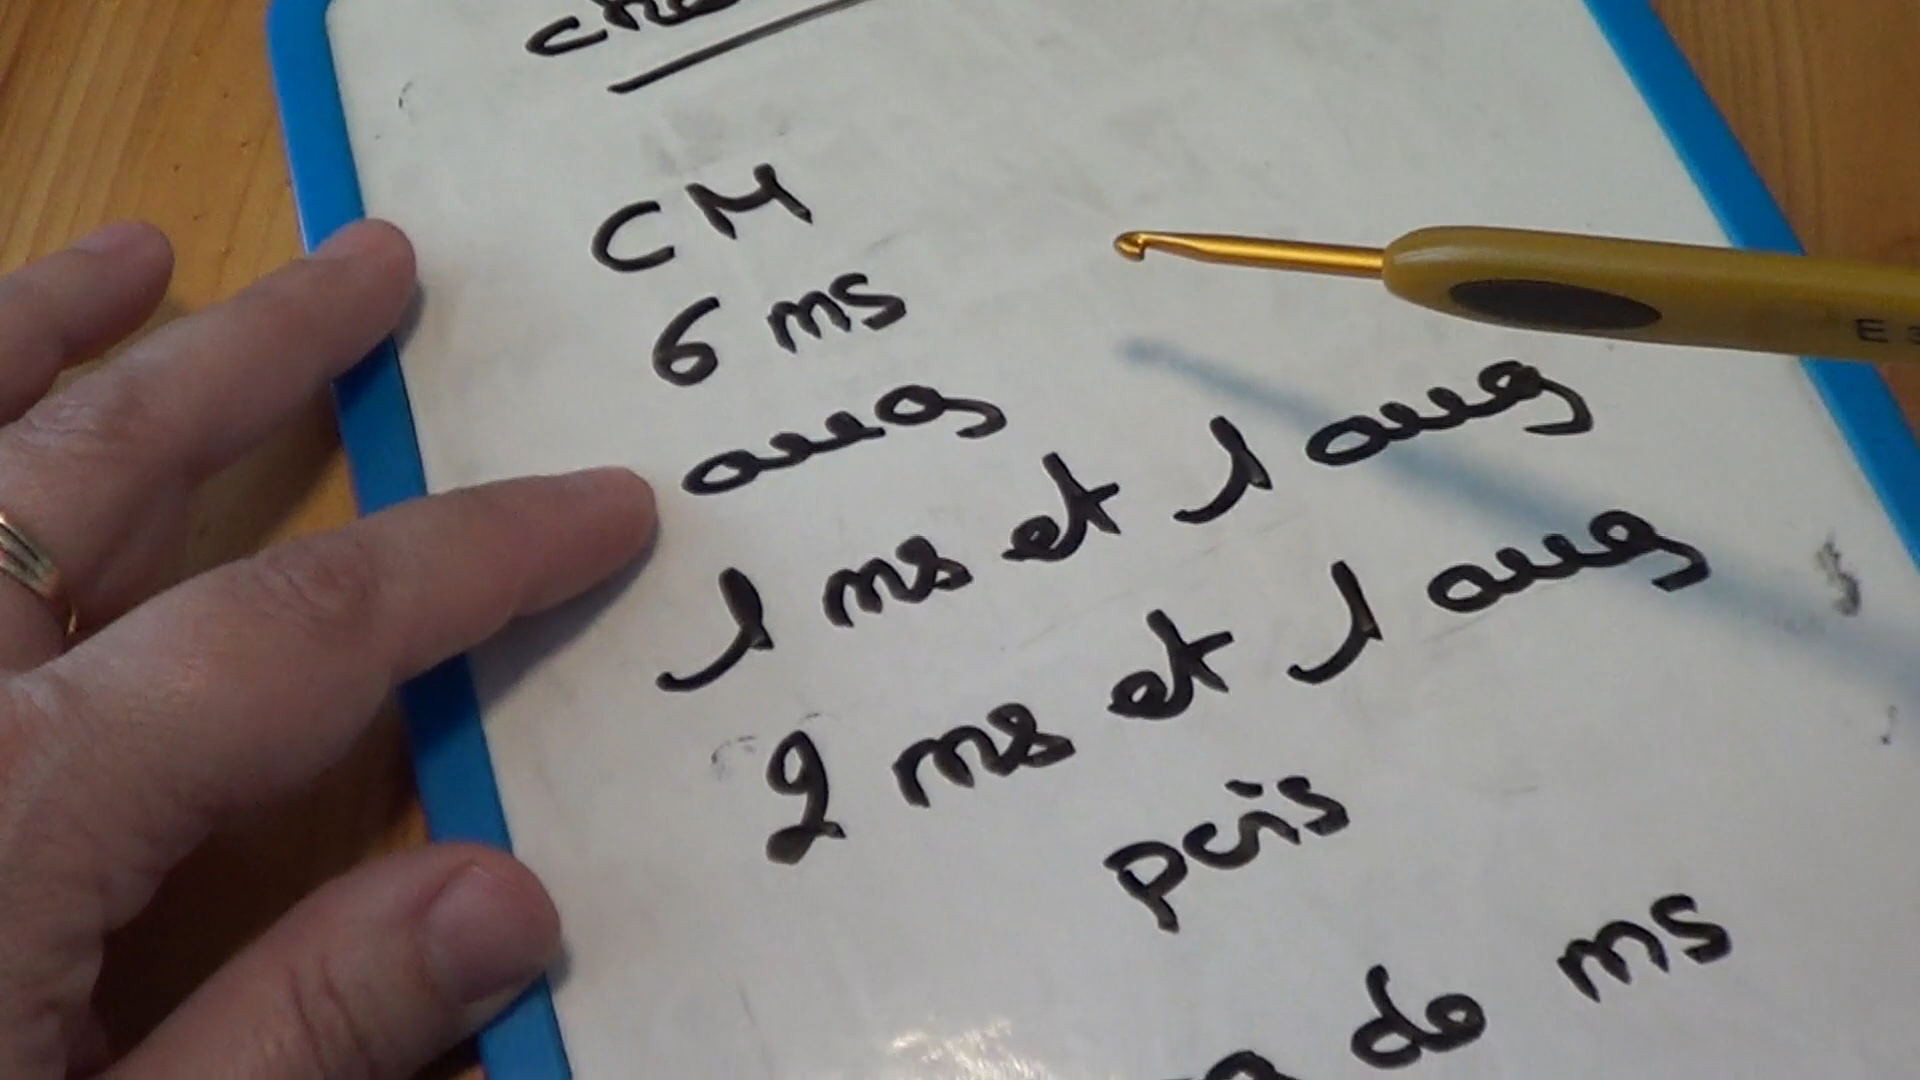 CM
6 ms
aug
1 ms et 1 aug
2 ms et 1 aug
puis
de ms
E